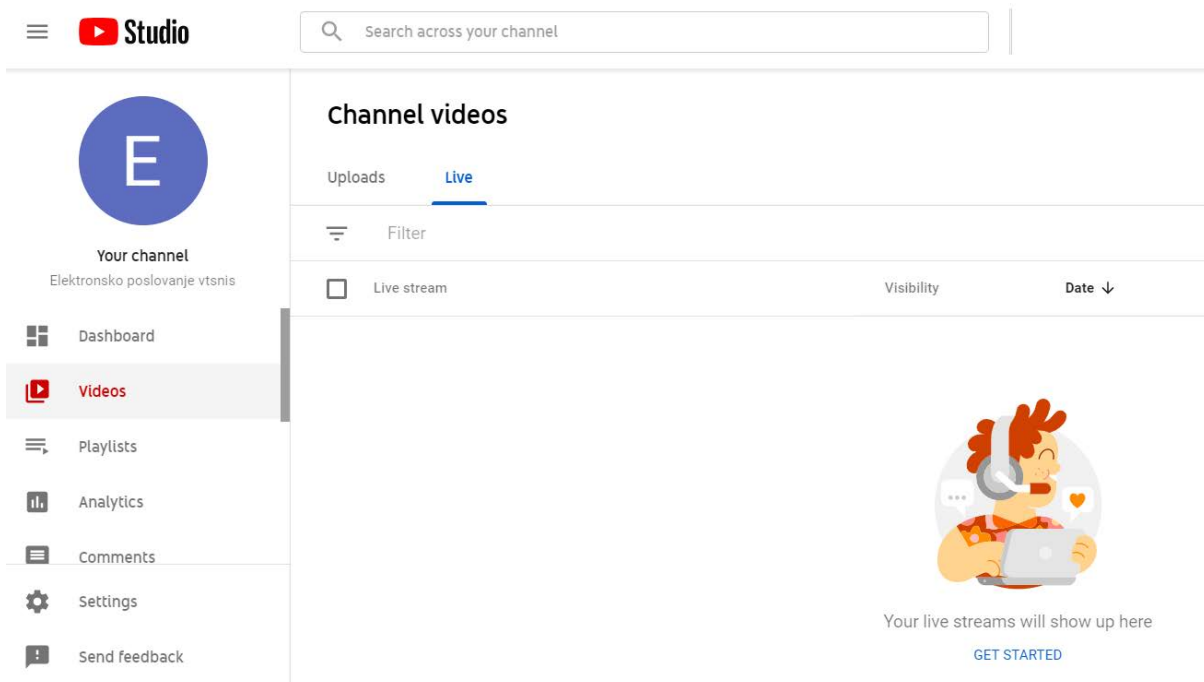 Studio
Search across your channel
E
Your channel
Elektronsko poslovanje vtsnis
Dashboard
Videos
Playlists
Analytics
Comments
Settings
Send feedback
Channel videos
Uploads Live
Filter
Live stream Visibility Date
Your live streams will show up here
GET STARTED